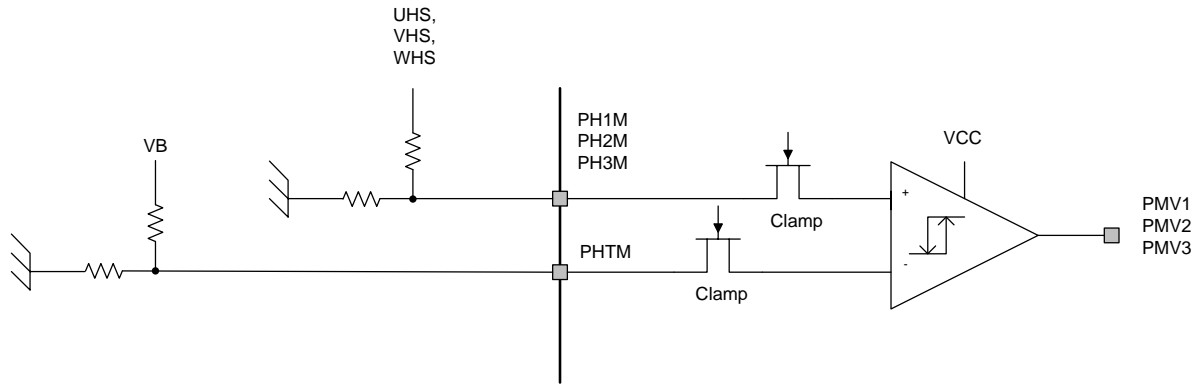 UHS,
VHS,
WHS
VB
PH1M
PH2M
PH3M
VCC
+
Clamp
PMV1
PMV2
PMV3
PHTM
-
Clamp